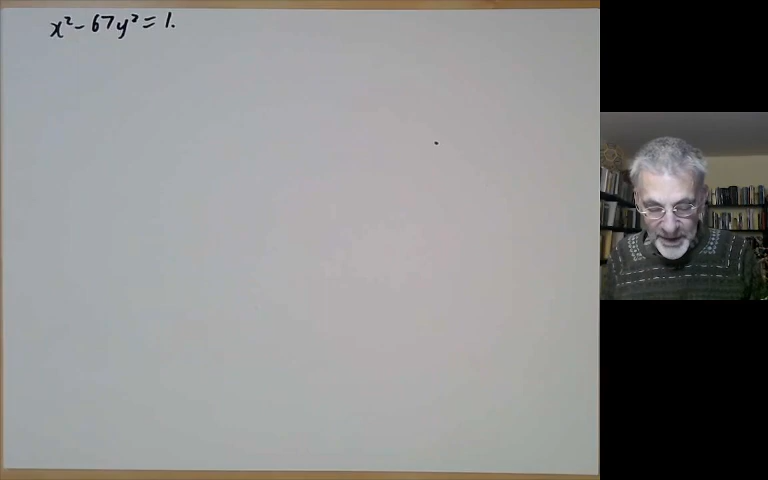 x² - 67y² = 1.